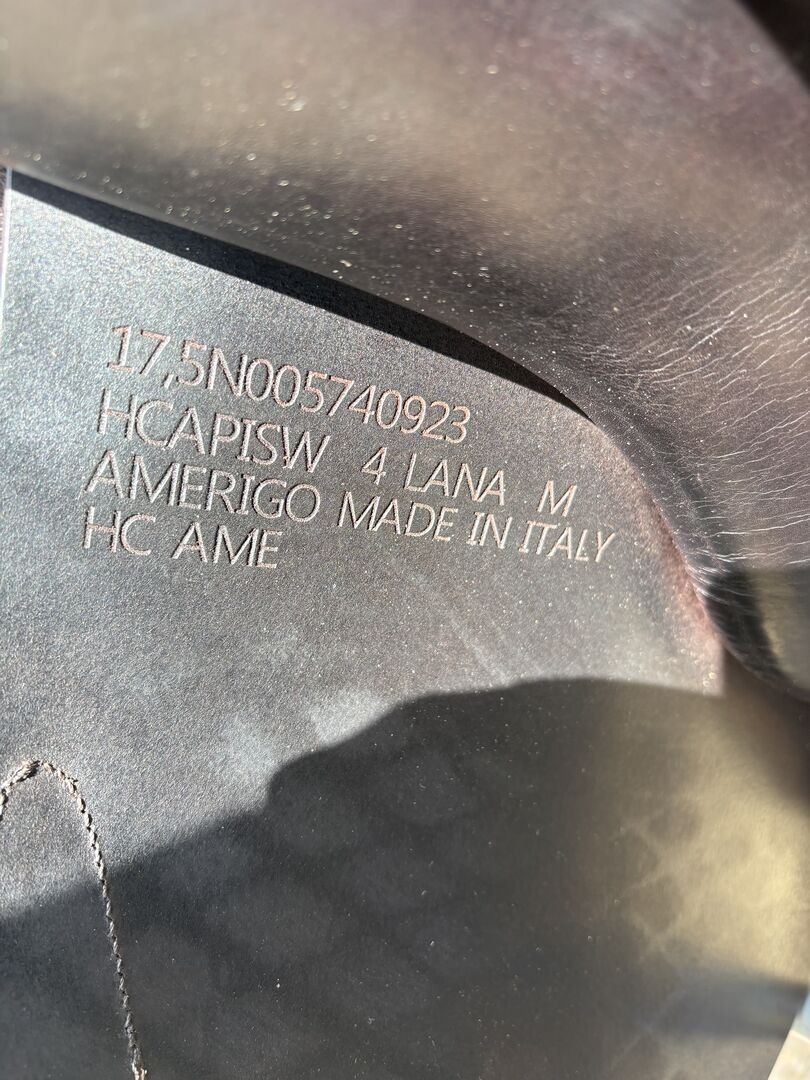 17,5N005740923
HCAPISW 4 LANA M
AMERIGO MADE IN ITALY
HC AME